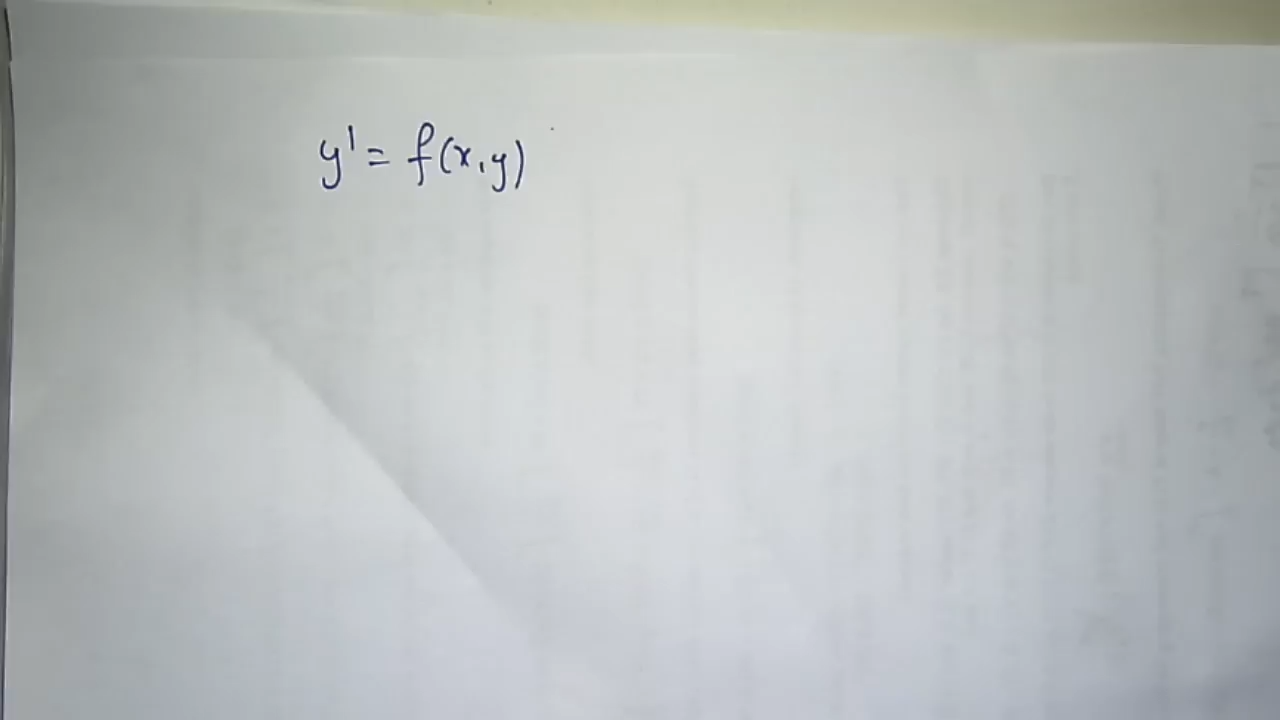 y' = f(x,y)